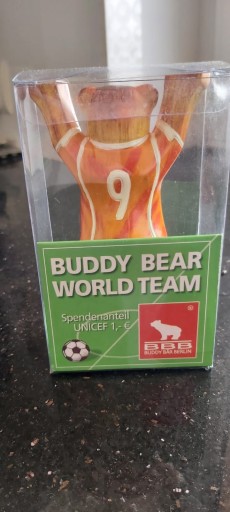 9
BUDDY BEAR
WORLD TEAM
Spendenanteil
UNICEF 1,- €
®
BBB
BUDDY BÄR BERLIN